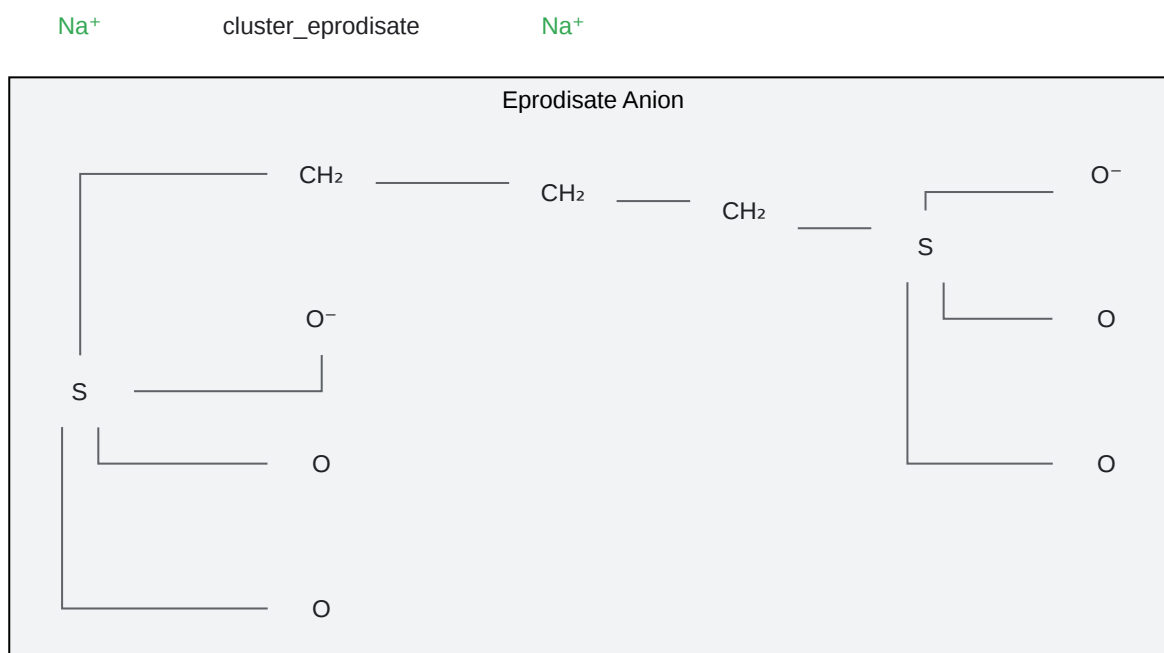 Na⁺ cluster_eprodisate Na⁺
Eprodisate Anion
CH₂ O⁻
CH₂
CH₂
S
O⁻ O
S
O O
O